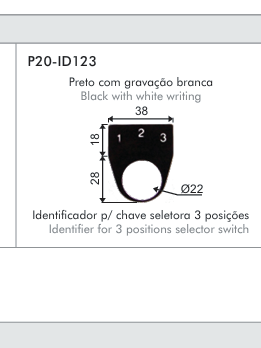 P20-ID123
Preto com gravação branca
Black with white writing
38
18
1 2 3
28
Ø22
Identificador p/ chave seletora 3 posições
Identifier for 3 positions selector switch